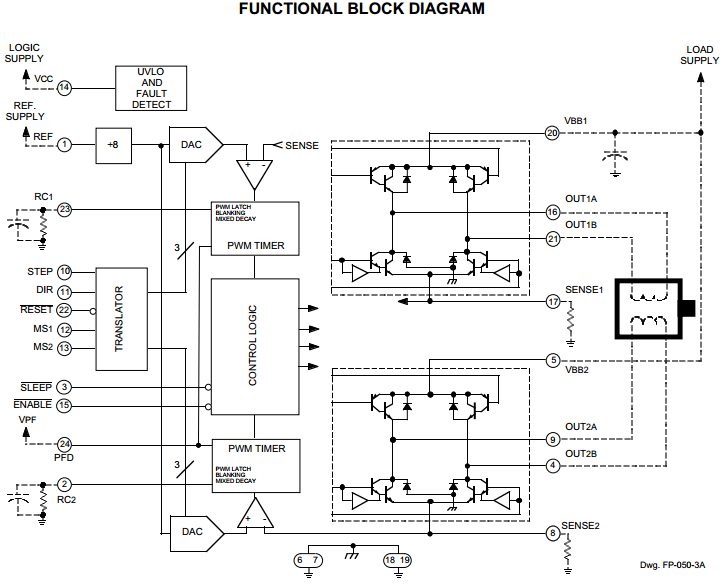 FUNCTIONAL BLOCK DIAGRAM
LOGIC
SUPPLY
VCC
14
UVLO
AND
FAULT
DETECT
LOAD
SUPPLY
REF.
SUPPLY
REF
1
÷8
DAC
SENSE
+ -
20
VBB1
RC1
23
PWM LATCH
BLANKING
MIXED DECAY
PWM TIMER
3
16
OUT1A
21
OUT1B
STEP
10
DIR
11
RESET
22
MS1
12
MS2
13
TRANSLATOR
CONTROL LOGIC
17
SENSE1
5
VBB2
SLEEP
3
ENABLE
15
VPF
24
PFD
PWM TIMER
PWM LATCH
BLANKING
MIXED DECAY
3
2
RC2
9
OUT2A
4
OUT2B
DAC
+ -
8
SENSE2
6 7
18 19
Dwg. FP-050-3A